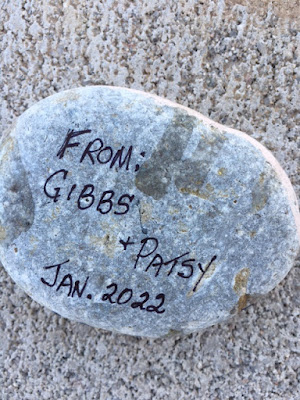 FROM:
GIBBS
+ PATSY
JAN. 2022